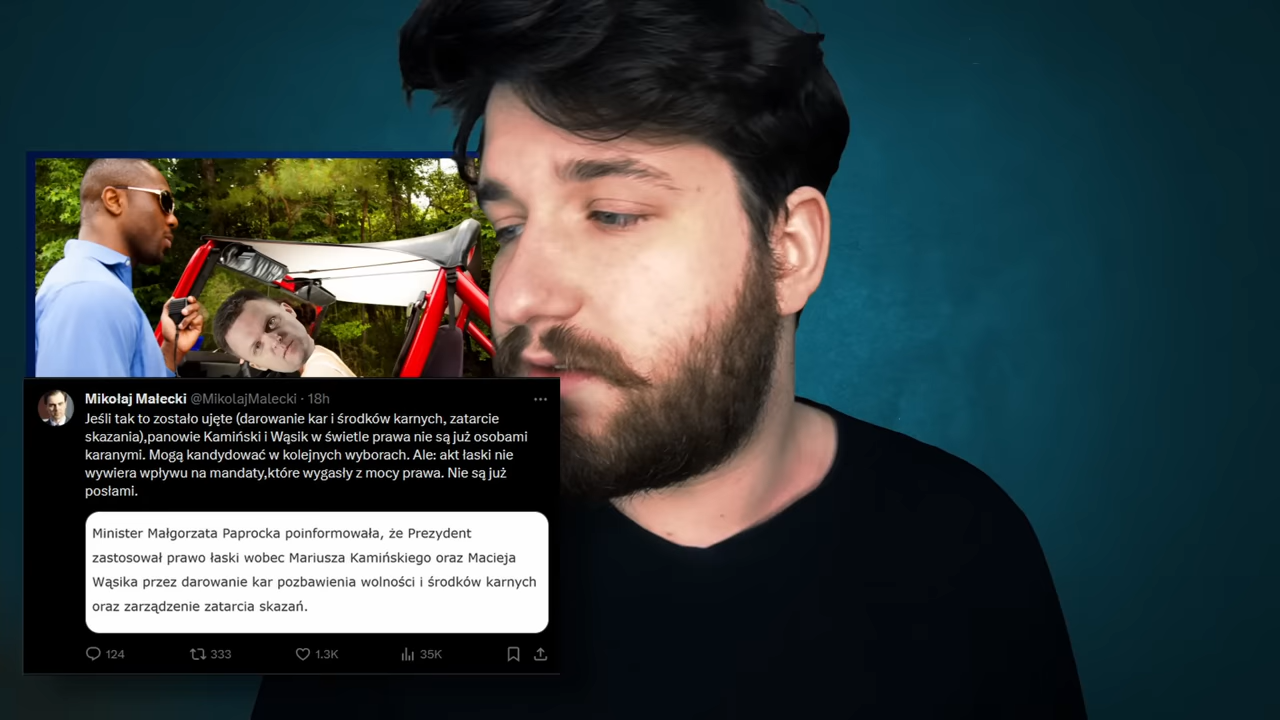 Mikołaj Małecki @MikolajMalecki · 18h
Jeśli tak to zostało ujęte (darowanie kar i środków karnych, zatarcie
skazania),panowie Kamiński i Wąsik w świetle prawa nie są już osobami
karanymi. Mogą kandydować w kolejnych wyborach. Ale: akt łaski nie
wywiera wpływu na mandaty,które wygasły z mocy prawa. Nie są już
posłami.
Minister Małgorzata Paprocka poinformowała, że Prezydent
zastosował prawo łaski wobec Mariusza Kamińskiego oraz Macieja
Wąsika przez darowanie kar pozbawienia wolności i środków karnych
oraz zarządzenie zatarcia skazań.
124 333 1.3K 35K